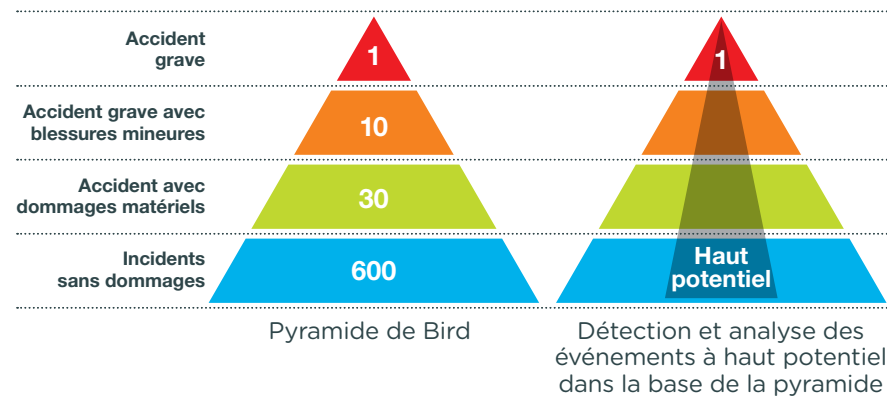 Accident
grave
1
1
Accident grave avec
blessures mineures
10
Accident avec
dommages matériels
30
Incidents
sans dommages
600
Haut
potentiel
Pyramide de Bird
Détection et analyse des
événements à haut potentiel
dans la base de la pyramide